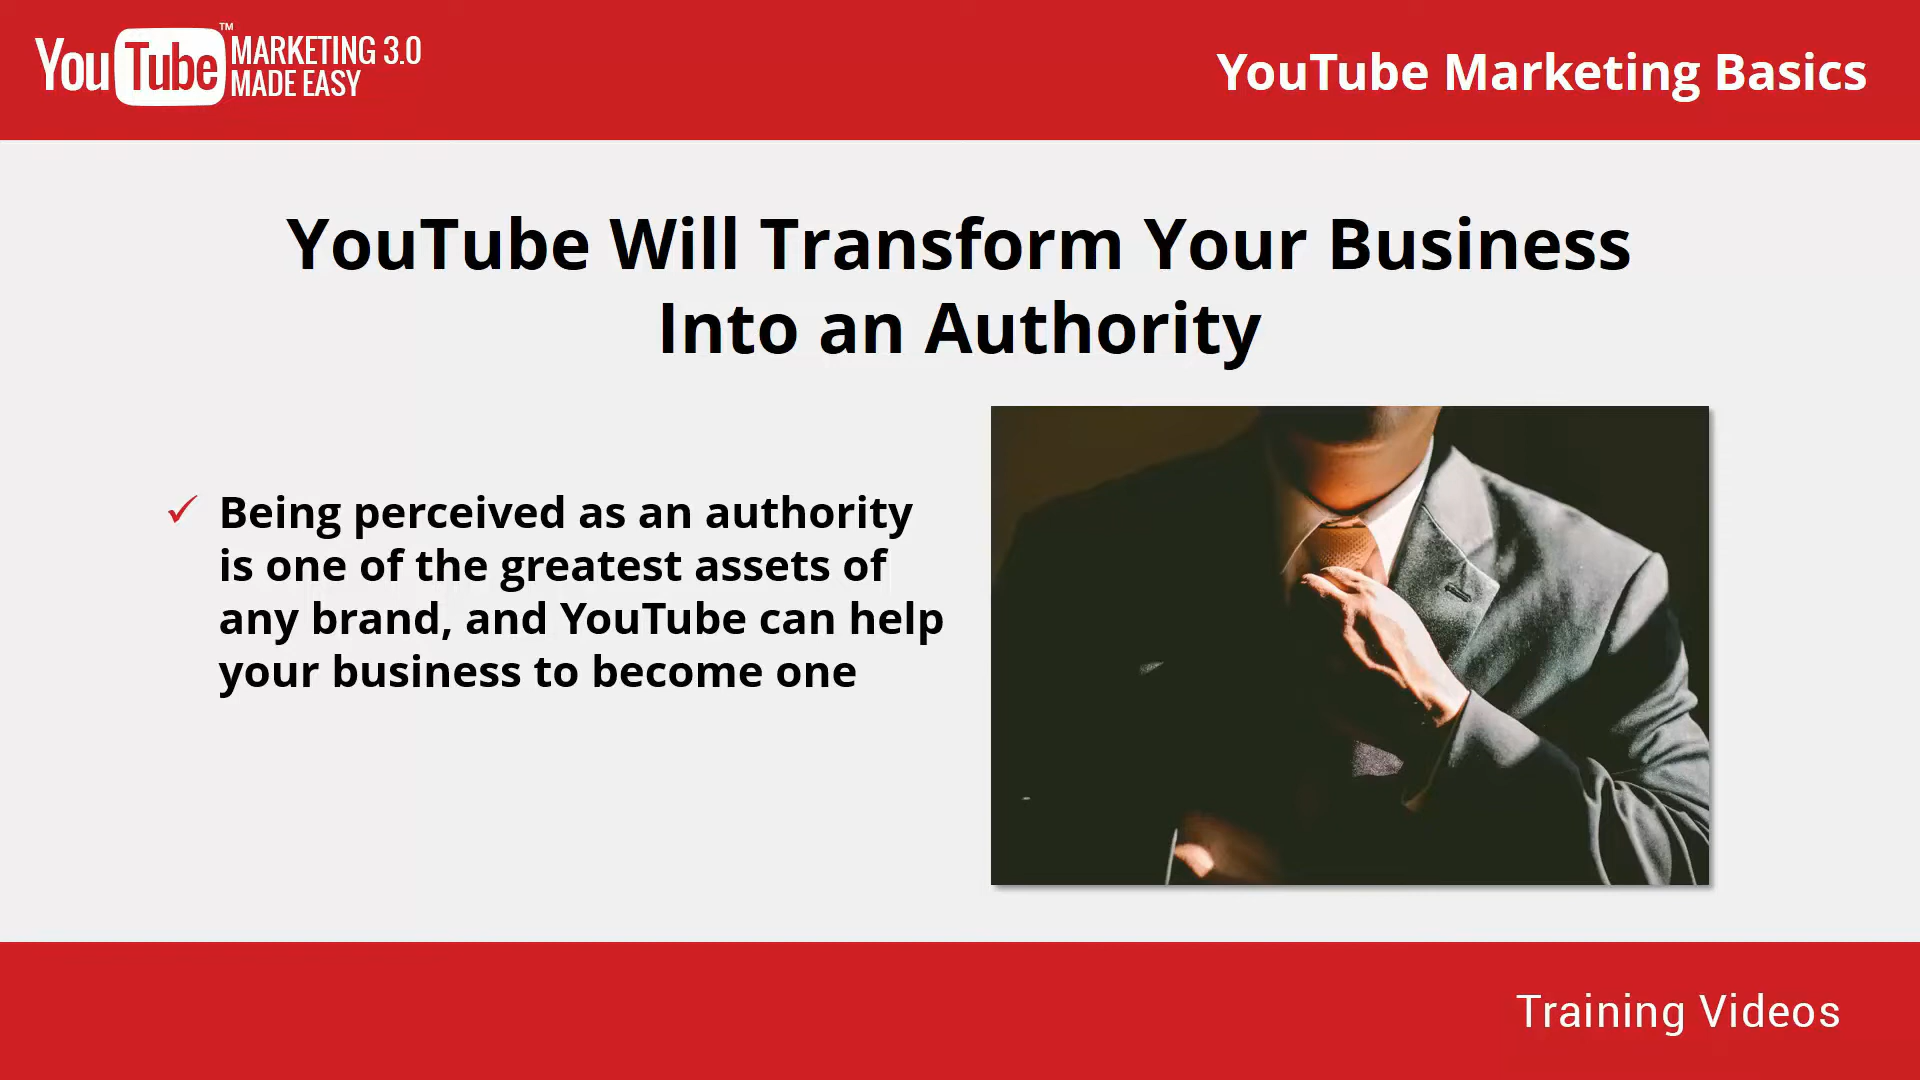 YouTube™ MARKETING 3.0
MADE EASY
YouTube Marketing Basics
YouTube Will Transform Your Business
Into an Authority
✓ Being perceived as an authority
is one of the greatest assets of
any brand, and YouTube can help
your business to become one
Training Videos